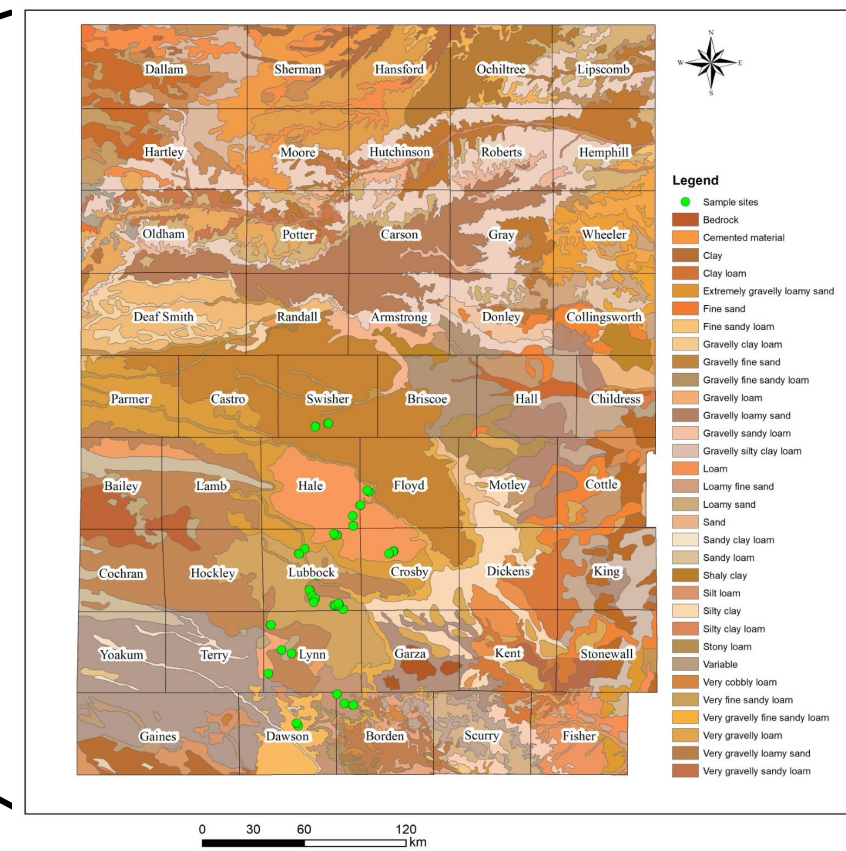 N
W E
S
Dallam Sherman Hansford Ochiltree Lipscomb
Hartley Moore Hutchinson Roberts Hemphill
Oldham Potter Carson Gray Wheeler
Deaf Smith Randall Armstrong Donley Collingsworth
Parmer Castro Swisher Briscoe Hall Childress
Bailey Lamb Hale Floyd Motley Cottle
Cochran Hockley Lubbock Crosby Dickens King
Yoakum Terry Lynn Garza Kent Stonewall
Gaines Dawson Borden Scurry Fisher
Legend
Sample sites
Bedrock
Cemented material
Clay
Clay loam
Extremely gravelly loamy sand
Fine sand
Fine sandy loam
Gravelly clay loam
Gravelly fine sand
Gravelly fine sandy loam
Gravelly loam
Gravelly loamy sand
Gravelly sandy loam
Gravelly silty clay loam
Loam
Loamy fine sand
Loamy sand
Sand
Sandy clay loam
Sandy loam
Shaly clay
Silt loam
Silty clay
Silty clay loam
Stony loam
Variable
Very cobbly loam
Very fine sandy loam
Very gravelly fine sandy loam
Very gravelly loam
Very gravelly loamy sand
Very gravelly sandy loam
0 30 60 120
km